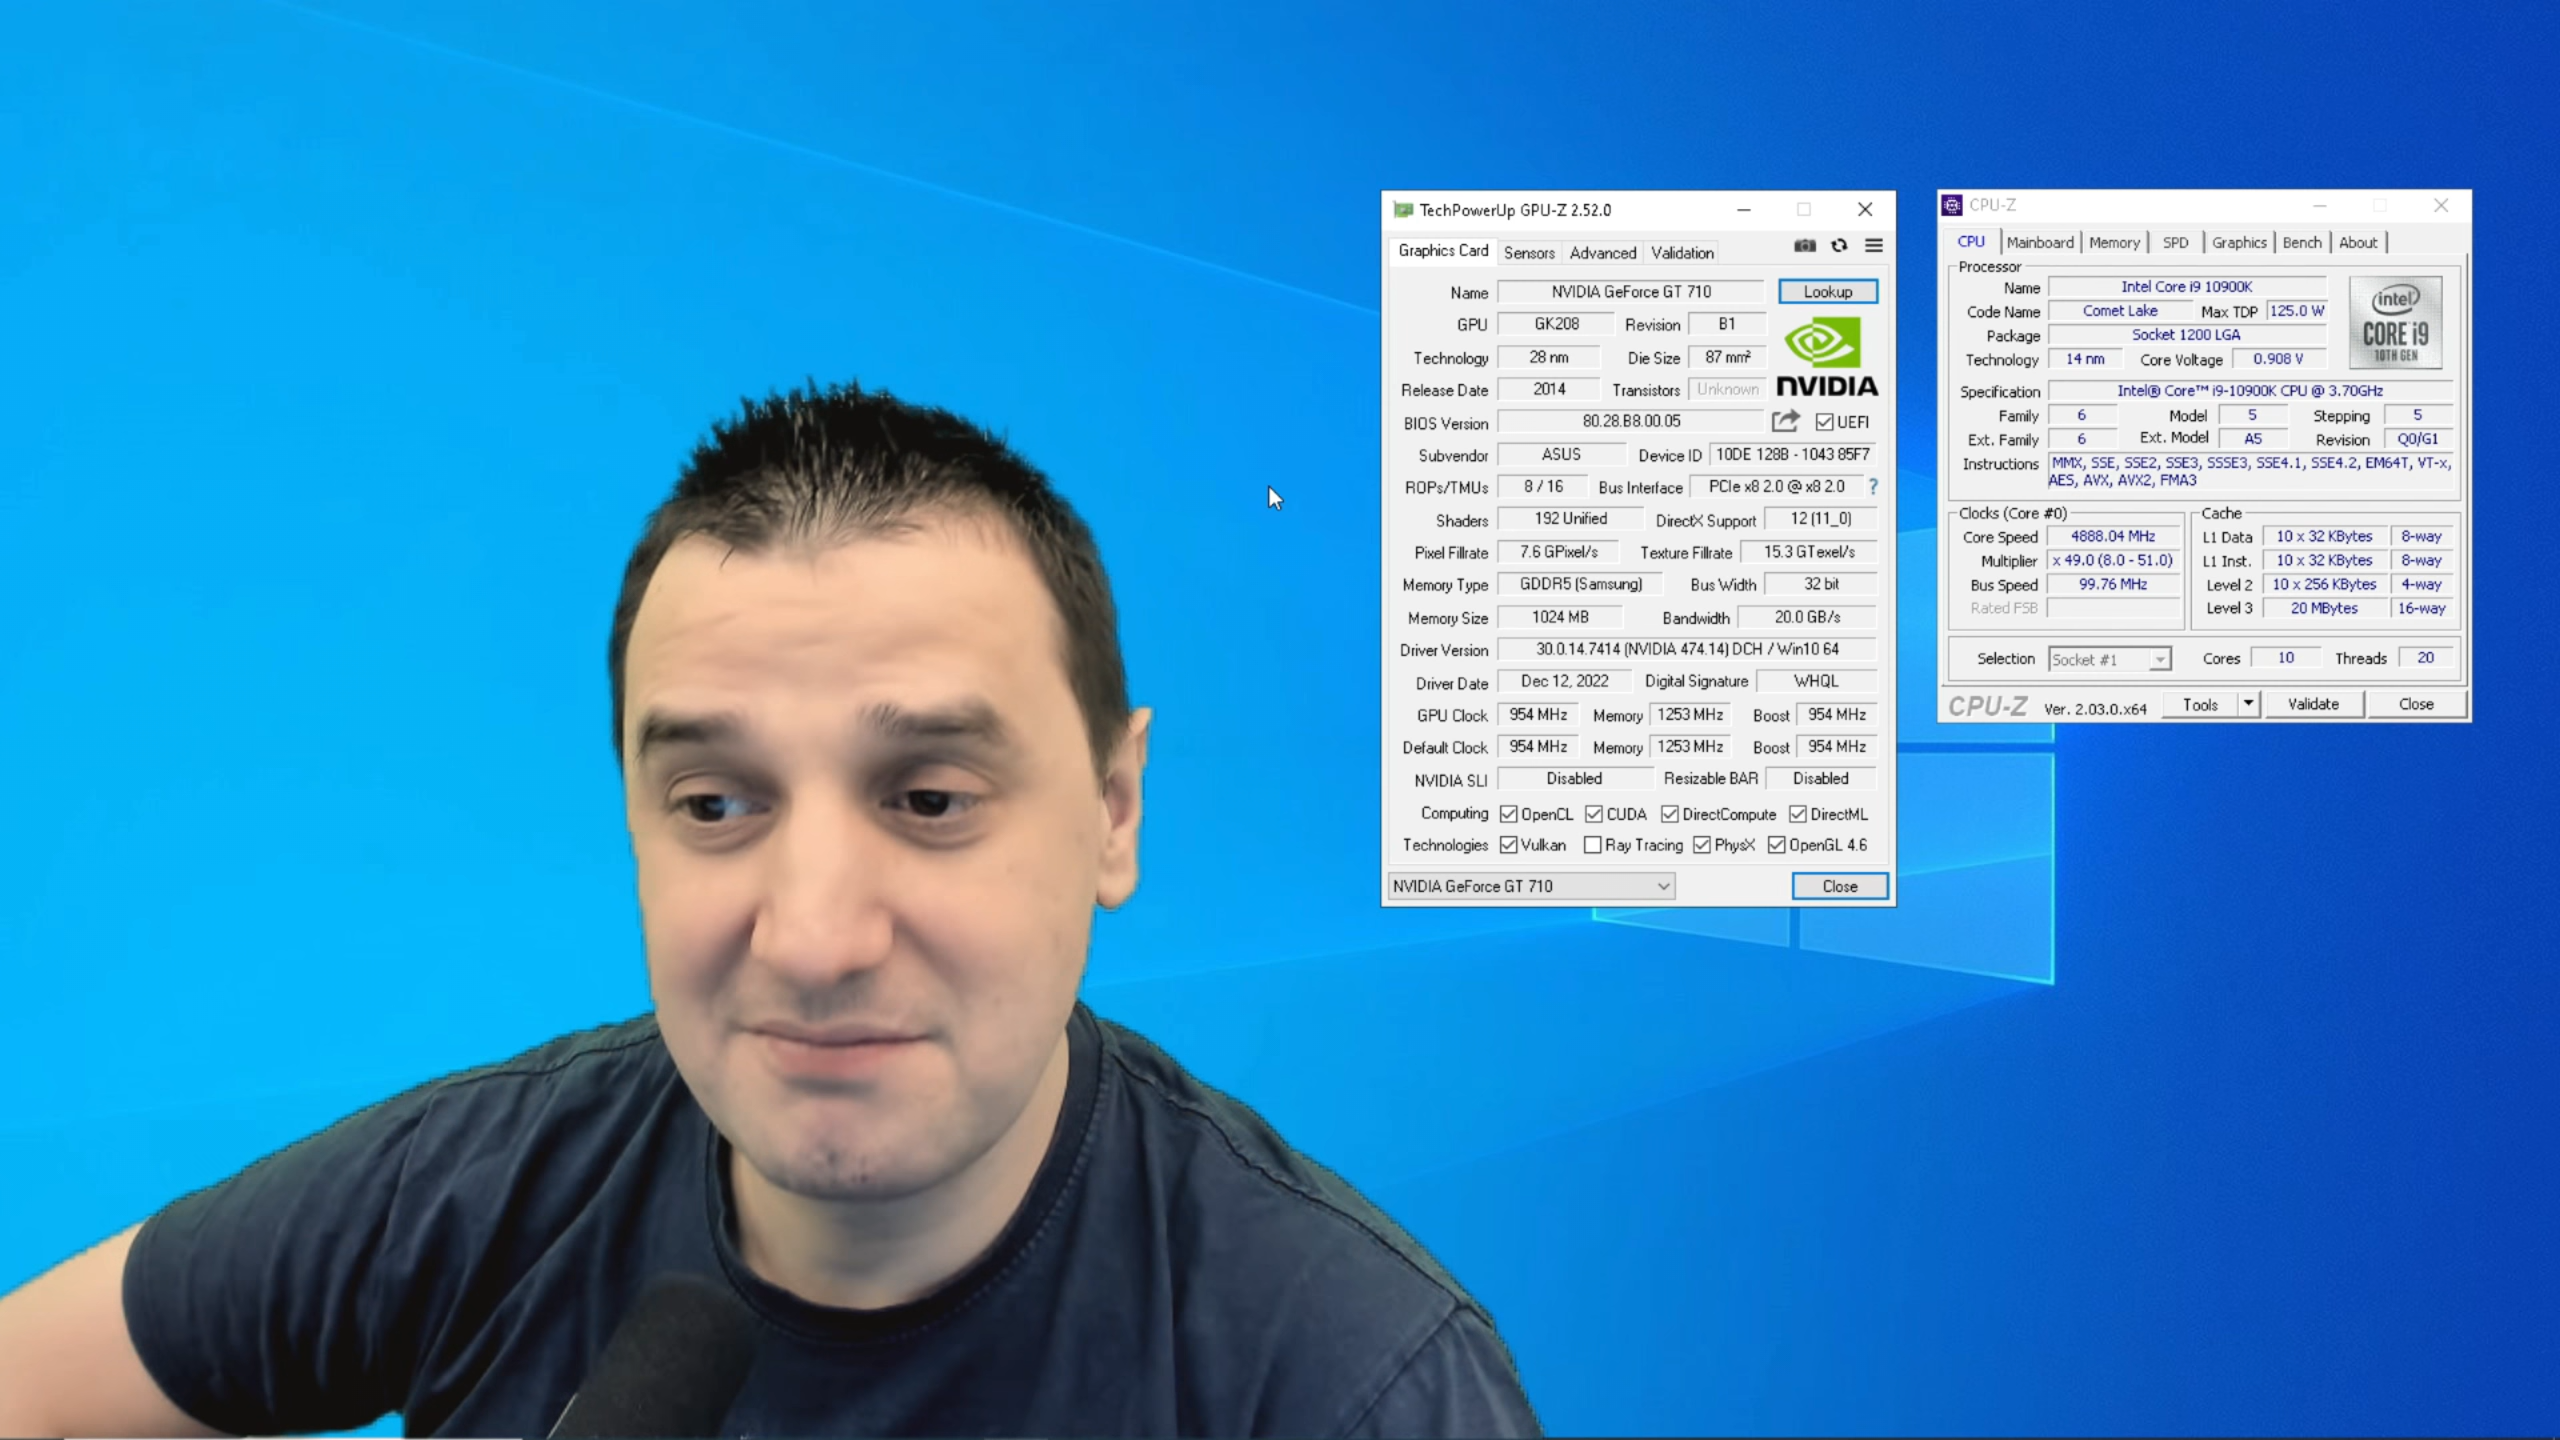 TechPowerUp GPU-Z 2.52.0
Graphics Card Sensors Advanced Validation
Name NVIDIA GeForce GT 710 Lookup
GPU GK208 Revision B1
Technology 28 nm Die Size 87 mm²
Release Date 2014 Transistors Unknown
NVIDIA
BIOS Version 80.28.B8.00.05 UEFI
Subvendor ASUS Device ID 10DE 128B - 1043 85F7
ROPs/TMUs 8 / 16 Bus Interface PCIe x8 2.0 @ x8 2.0 ?
Shaders 192 Unified DirectX Support 12 (11_0)
Pixel Fillrate 7.6 GPixel/s Texture Fillrate 15.3 GTexel/s
Memory Type GDDR5 (Samsung) Bus Width 32 bit
Memory Size 1024 MB Bandwidth 20.0 GB/s
Driver Version 30.0.14.7414 (NVIDIA 474.14) DCH / Win10 64
Driver Date Dec 12, 2022 Digital Signature WHQL
GPU Clock 954 MHz Memory 1253 MHz Boost 954 MHz
Default Clock 954 MHz Memory 1253 MHz Boost 954 MHz
NVIDIA SLI Disabled Resizable BAR Disabled
Computing OpenCL CUDA DirectCompute DirectML
Technologies Vulkan Ray Tracing PhysX OpenGL 4.6
NVIDIA GeForce GT 710 Close
CPU-Z
CPU Mainboard Memory SPD Graphics Bench About
Processor
Name Intel Core i9 10900K
Code Name Comet Lake Max TDP 125.0 W
Package Socket 1200 LGA
Technology 14 nm Core Voltage 0.908 V
intel
CORE i9
10TH GEN
Specification Intel® Core™ i9-10900K CPU @ 3.70GHz
Family 6 Model 5 Stepping 5
Ext. Family 6 Ext. Model A5 Revision Q0/G1
Instructions MMX, SSE, SSE2, SSE3, SSSE3, SSE4.1, SSE4.2, EM64T, VT-x,
AES, AVX, AVX2, FMA3
Clocks (Core #0) Cache
Core Speed 4888.04 MHz L1 Data 10 x 32 KBytes 8-way
Multiplier x 49.0 (8.0 - 51.0) L1 Inst. 10 x 32 KBytes 8-way
Bus Speed 99.76 MHz Level 2 10 x 256 KBytes 4-way
Rated FSB Level 3 20 MBytes 16-way
Selection Socket #1 Cores 10 Threads 20
CPU-Z Ver. 2.03.0.x64 Tools Validate Close